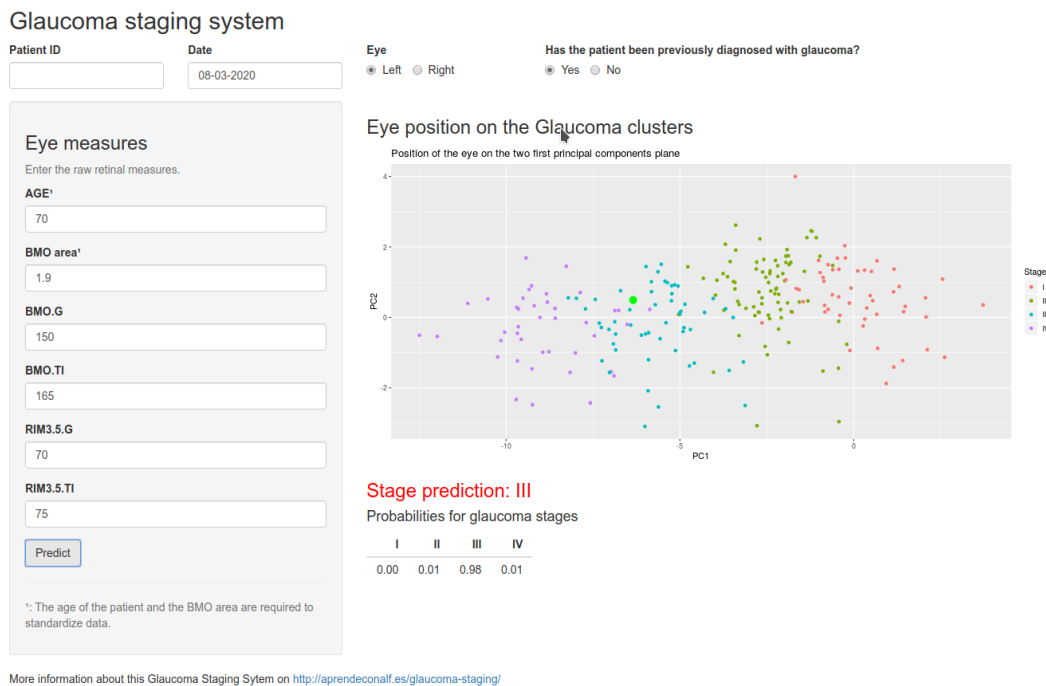 Glaucoma staging system
Patient ID
Date
08-03-2020
Eye
Left
Right
Has the patient been previously diagnosed with glaucoma?
Yes
No
Eye measures
Enter the raw retinal measures.
AGE¹
70
BMO area¹
1.9
BMO.G
150
BMO.TI
165
RIM3.5.G
70
RIM3.5.TI
75
Predict
¹: The age of the patient and the BMO area are required to
standardize data.
Eye position on the Glaucoma clusters
Position of the eye on the two first principal components plane
4
2
0
-2
PC2
-10
-5
0
PC1
Stage
I
Stage prediction: III
Probabilities for glaucoma stages
I II III IV
0.00 0.01 0.98 0.01
More information about this Glaucoma Staging Sytem on http://aprendeconalf.es/glaucoma-staging/